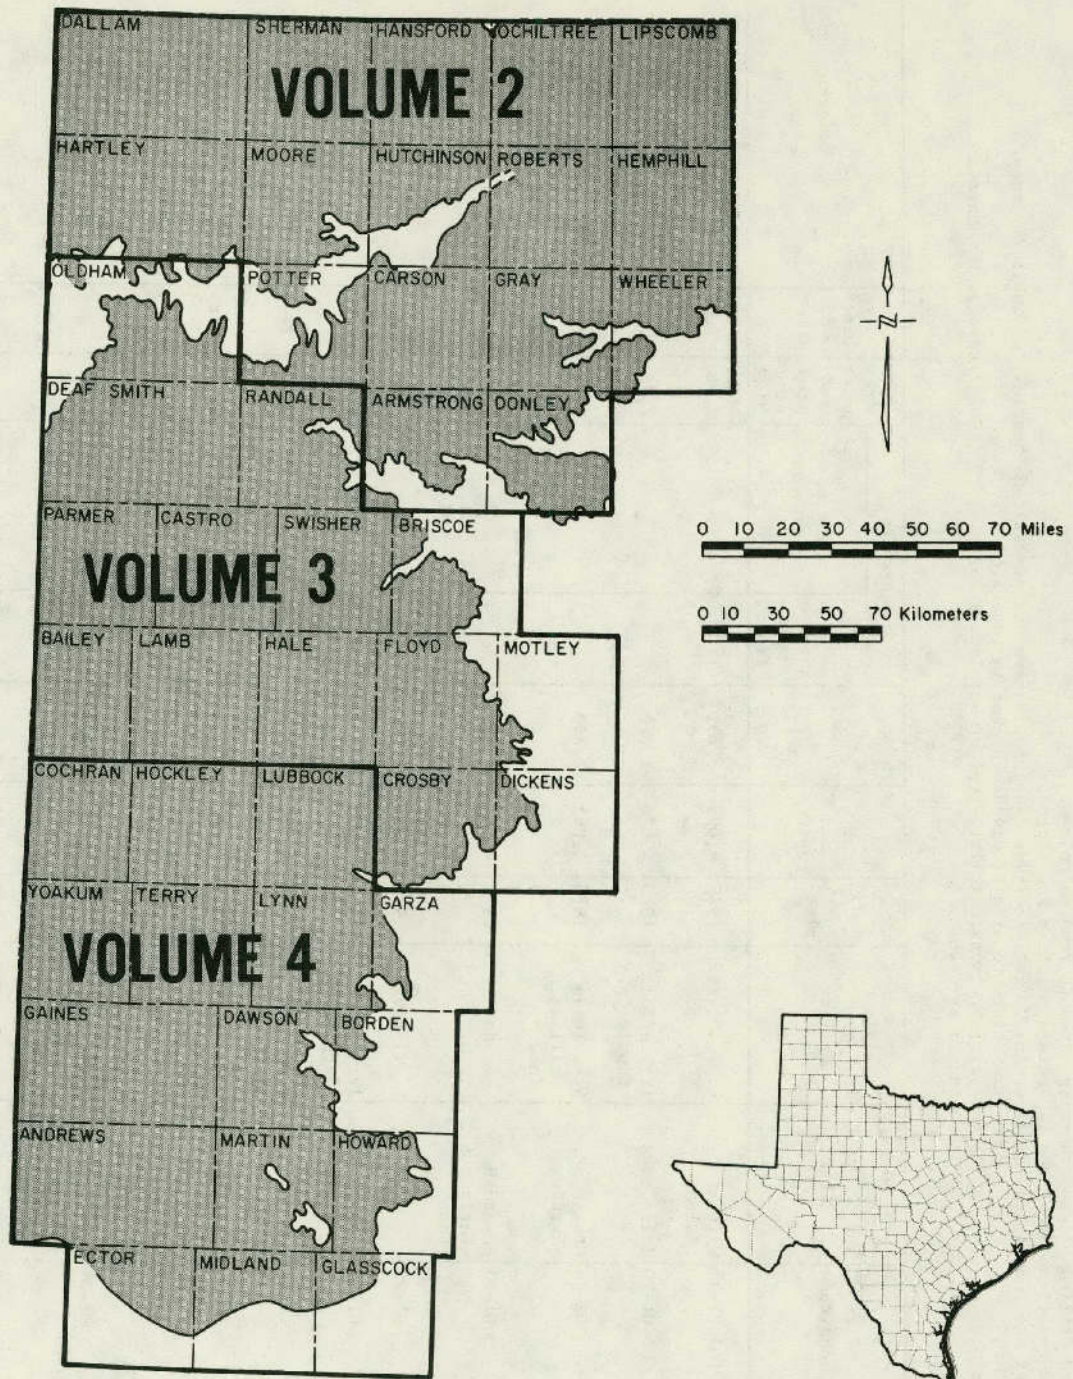 DALLAM SHERMAN HANSFORD OCHILTREE LIPSCOMB
VOLUME 2
HARTLEY MOORE HUTCHINSON ROBERTS HEMPHILL
OLDHAM POTTER CARSON GRAY WHEELER
DEAF SMITH RANDALL ARMSTRONG DONLEY
PARMER CASTRO SWISHER BRISCOE
VOLUME 3
BAILEY LAMB HALE FLOYD MOTLEY
COCHRAN HOCKLEY LUBBOCK CROSBY DICKENS
YOAKUM TERRY LYNN GARZA
VOLUME 4
GAINES DAWSON BORDEN
ANDREWS MARTIN HOWARD
ECTOR MIDLAND GLASSCOCK
N
0 10 20 30 40 50 60 70 Miles
0 10 30 50 70 Kilometers